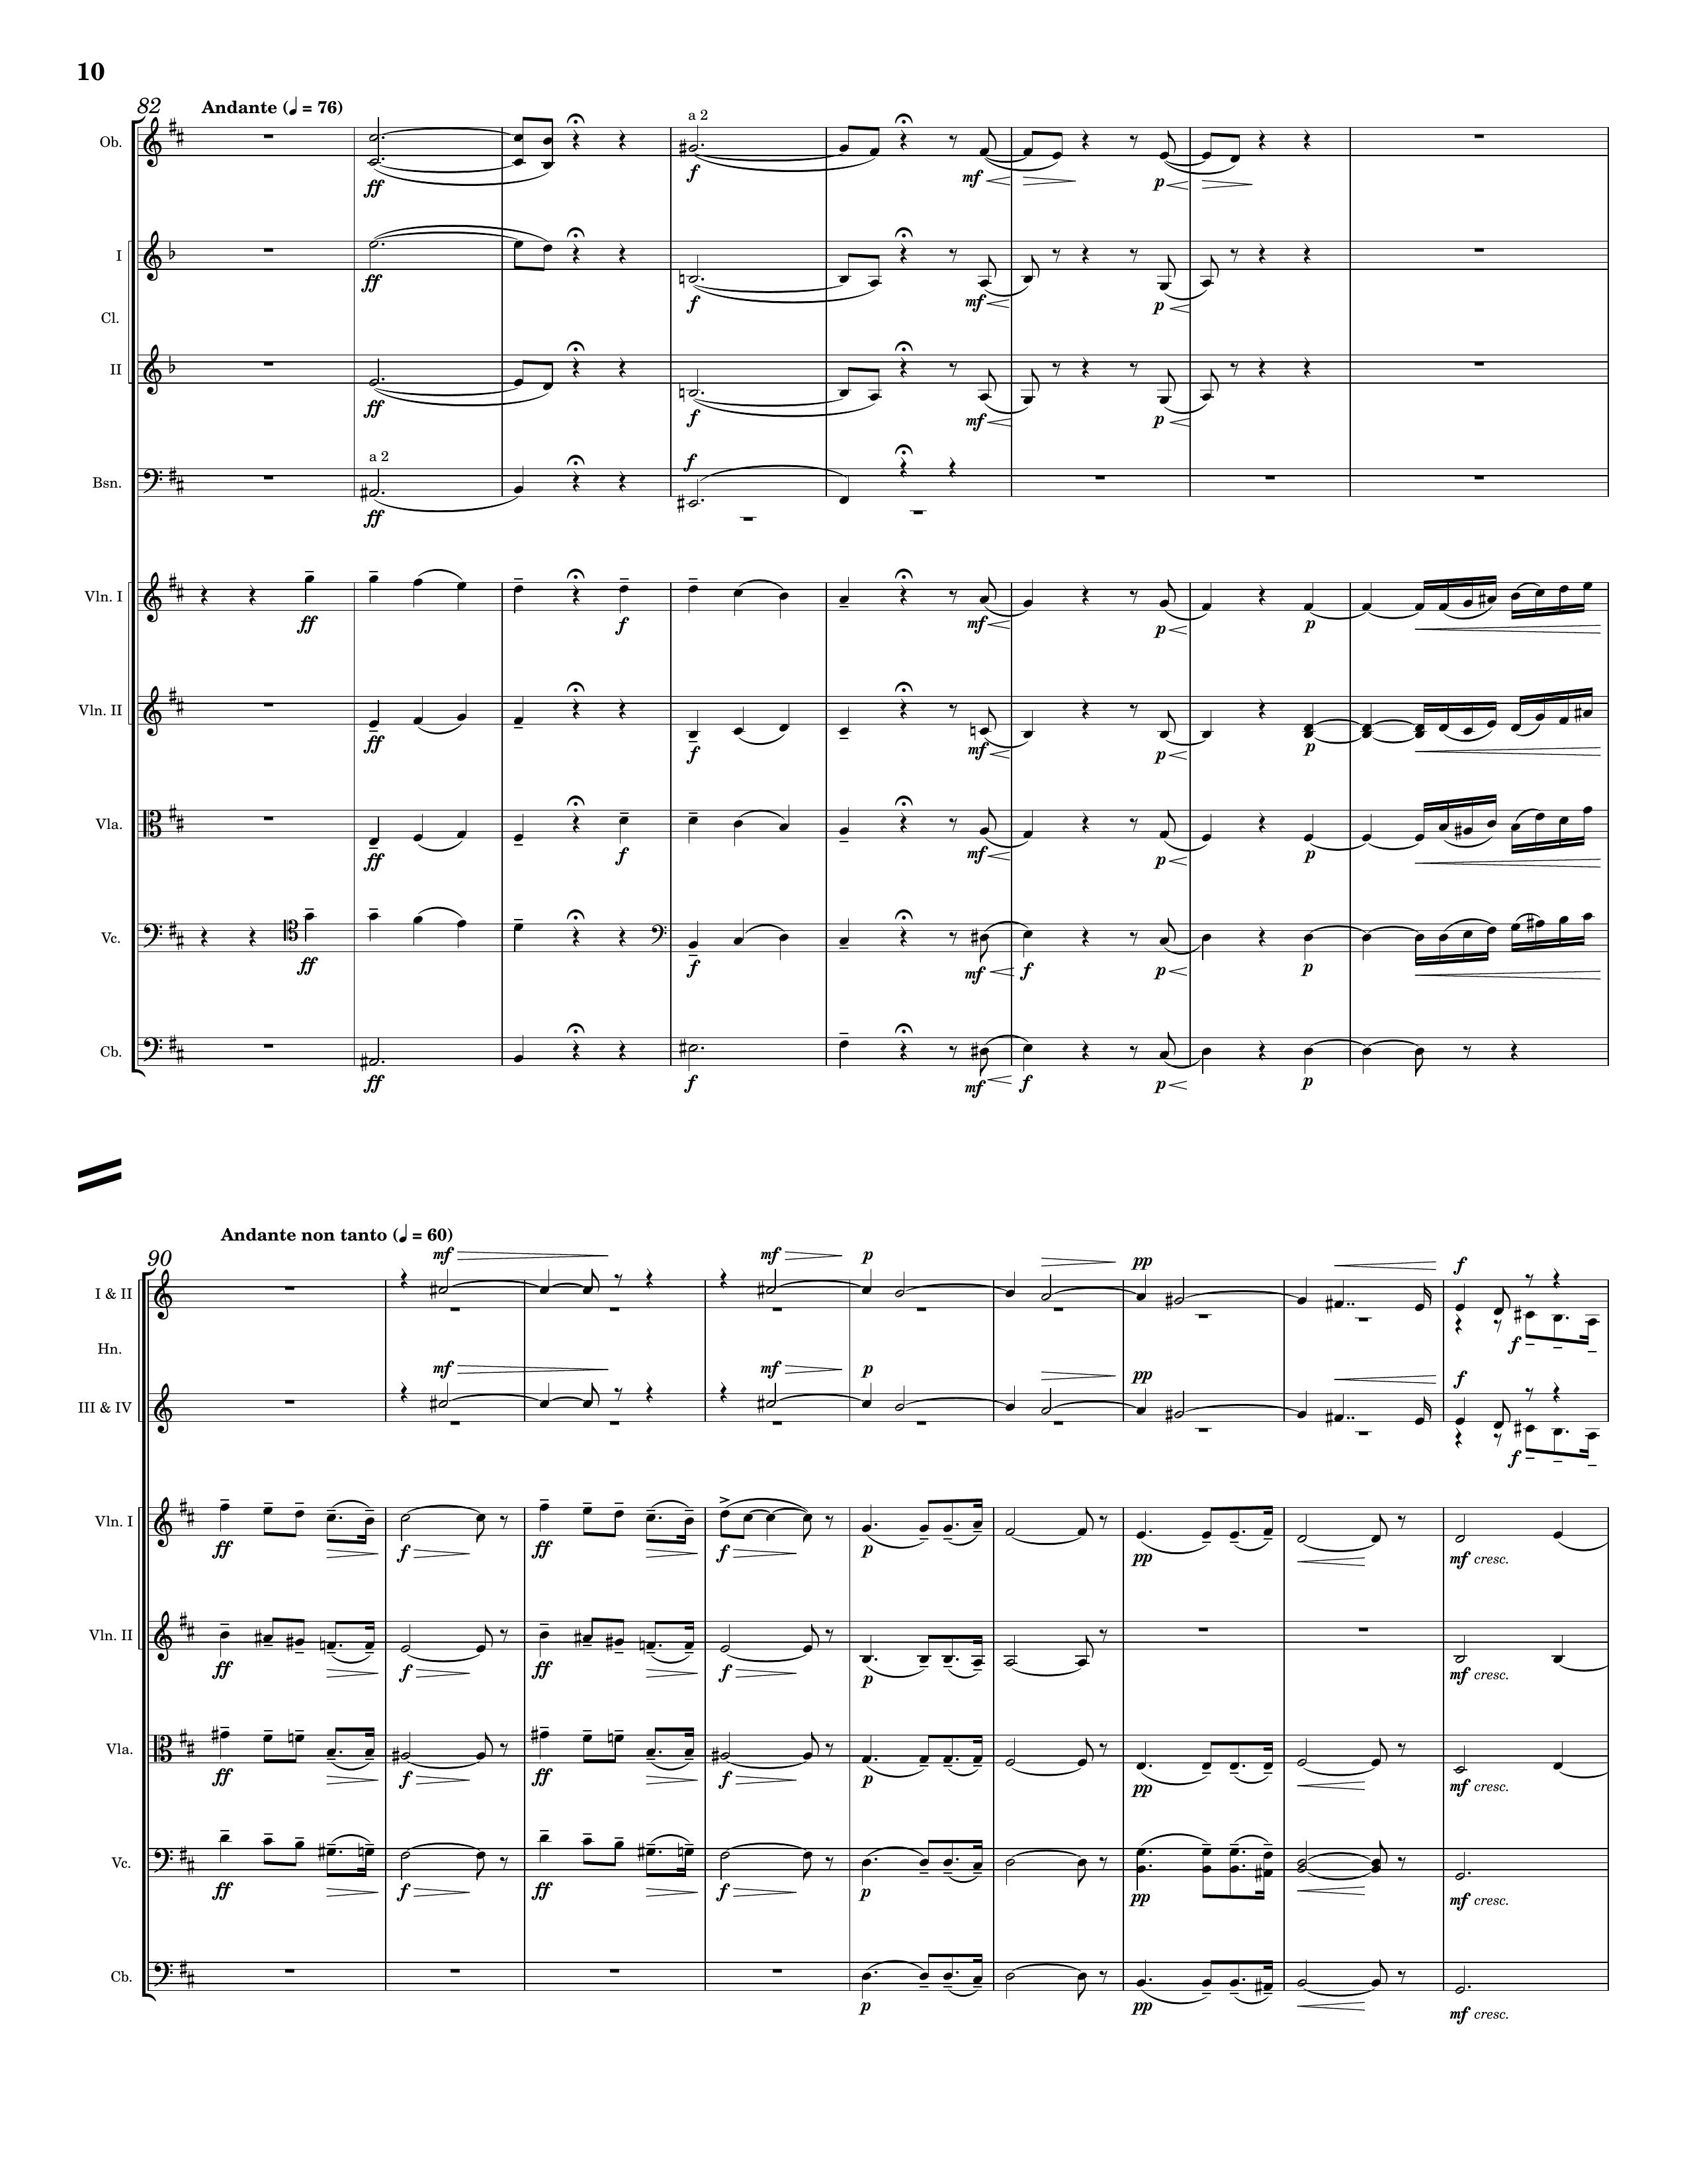 10
82 Andante (♩ = 76)
Ob. a 2
ff f mf p
I
ff f mf p
Cl.
II
ff f mf p
Bsn. a 2 f
ff
Vln. I
ff f mf p p
Vln. II
ff f mf p p
Vla.
ff f mf p p
Vc.
ff f mf f p p
Cb.
ff f mf f p p
90 Andante non tanto (♩ = 60)
mf mf p pp f
I & II
f
Hn.
mf mf p pp f
III & IV
f
Vln. I
ff f ff f p pp mf cresc.
Vln. II
ff f ff f p mf cresc.
Vla.
ff f ff f p pp mf cresc.
Vc.
ff f ff f p pp mf cresc.
Cb.
p pp mf cresc.